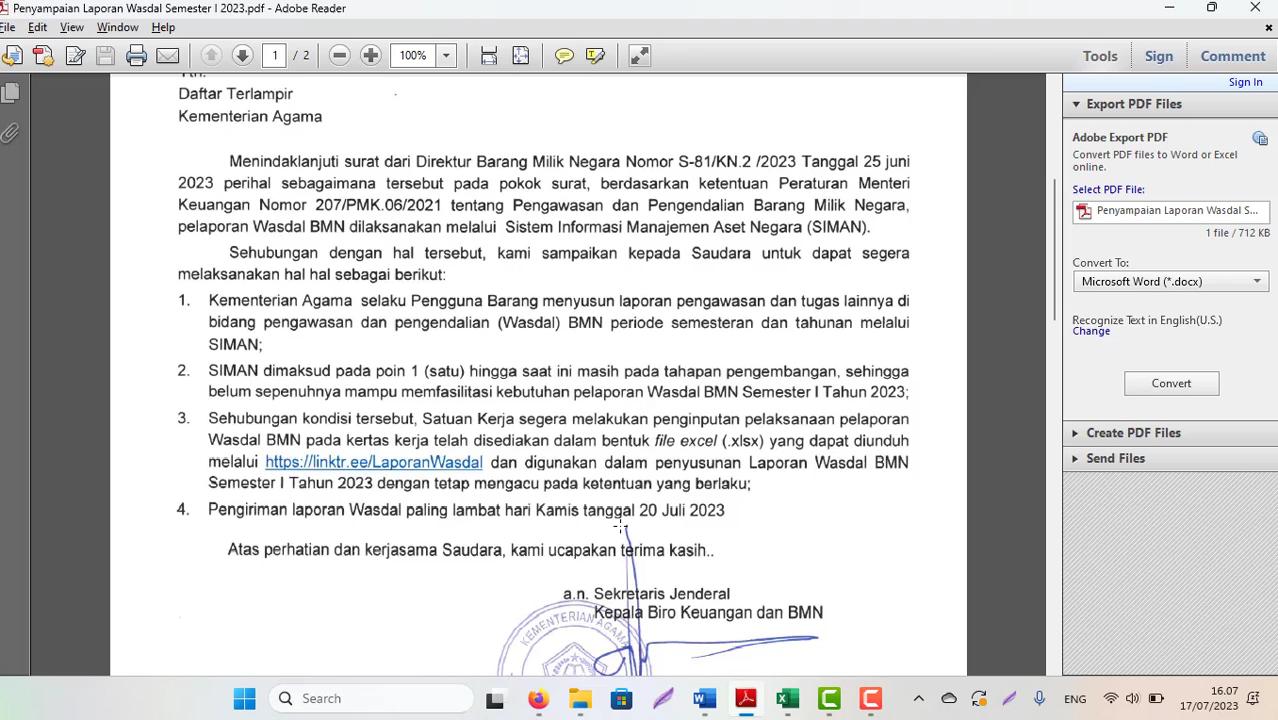 Penyampaian Laporan Wasdal Semester I 2023.pdf - Adobe Reader
File Edit View Window Help
1 / 2 100% Tools Sign Comment
Sign In
Export PDF Files
Adobe Export PDF
Convert PDF files to Word or Excel
online.
Select PDF File:
Penyampaian Laporan Wasdal S...
1 file / 712 KB
Convert To:
Microsoft Word (*.docx)
Recognize Text in English(U.S.)
Change
Convert
Create PDF Files
Send Files
Yth.
Daftar Terlampir
Kementerian Agama
Menindaklanjuti surat dari Direktur Barang Milik Negara Nomor S-81/KN.2 /2023 Tanggal 25 juni
2023 perihal sebagaimana tersebut pada pokok surat, berdasarkan ketentuan Peraturan Menteri
Keuangan Nomor 207/PMK.06/2021 tentang Pengawasan dan Pengendalian Barang Milik Negara,
pelaporan Wasdal BMN dilaksanakan melalui Sistem Informasi Manajemen Aset Negara (SIMAN).
Sehubungan dengan hal tersebut, kami sampaikan kepada Saudara untuk dapat segera
melaksanakan hal hal sebagai berikut:
1. Kementerian Agama selaku Pengguna Barang menyusun laporan pengawasan dan tugas lainnya di
bidang pengawasan dan pengendalian (Wasdal) BMN periode semesteran dan tahunan melalui
SIMAN;
2. SIMAN dimaksud pada poin 1 (satu) hingga saat ini masih pada tahapan pengembangan, sehingga
belum sepenuhnya mampu memfasilitasi kebutuhan pelaporan Wasdal BMN Semester I Tahun 2023;
3. Sehubungan kondisi tersebut, Satuan Kerja segera melakukan penginputan pelaksanaan pelaporan
Wasdal BMN pada kertas kerja telah disediakan dalam bentuk file excel (.xlsx) yang dapat diunduh
melalui https://linktr.ee/LaporanWasdal dan digunakan dalam penyusunan Laporan Wasdal BMN
Semester I Tahun 2023 dengan tetap mengacu pada ketentuan yang berlaku;
4. Pengiriman laporan Wasdal paling lambat hari Kamis tanggal 20 Juli 2023
Atas perhatian dan kerjasama Saudara, kami ucapakan terima kasih..
a.n. Sekretaris Jenderal
Kepala Biro Keuangan dan BMN
KEMENTERIAN AGAMA
Search
ENG
16.07
17/07/2023